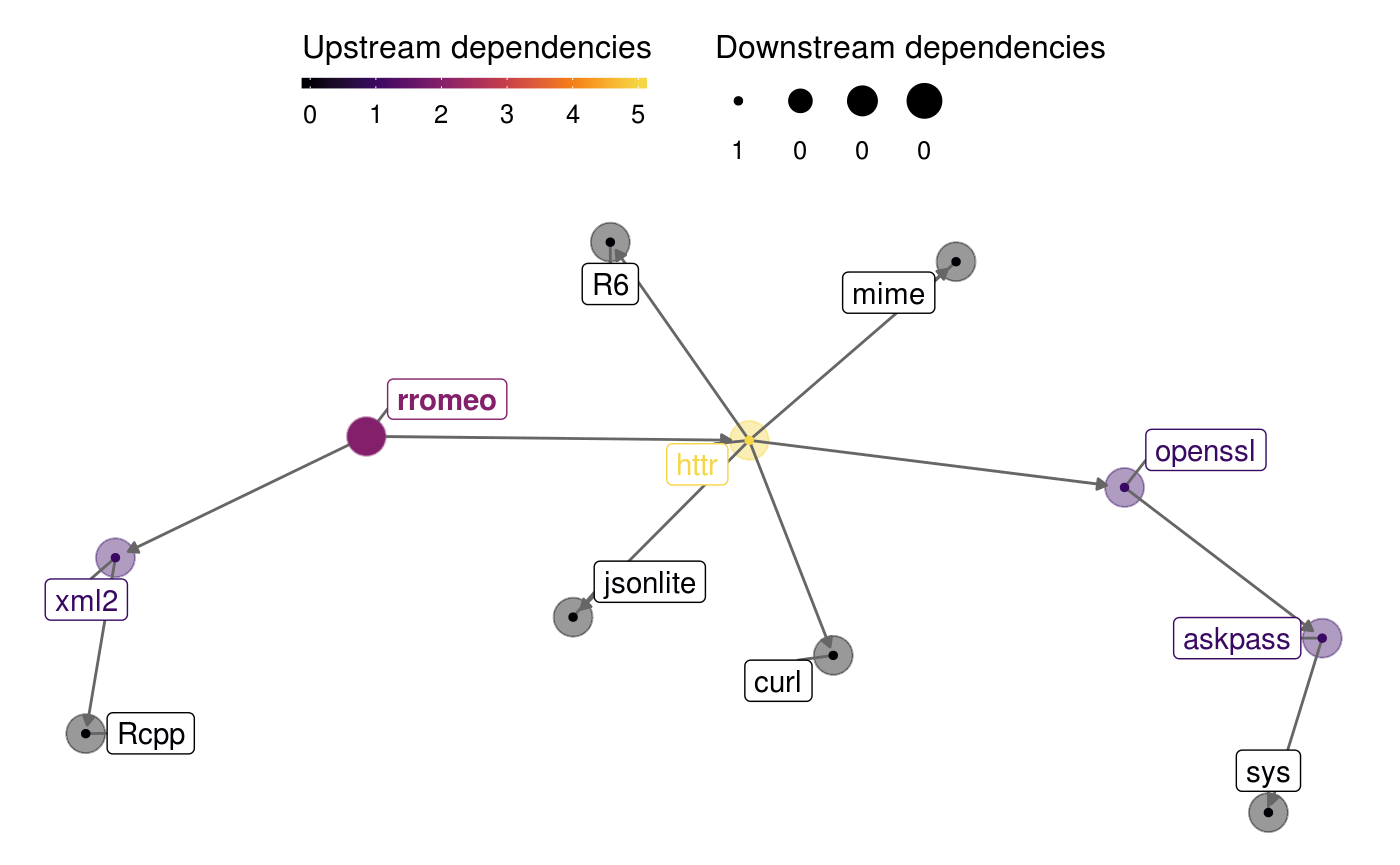 Upstream dependencies
0 1 2 3 4 5
Downstream dependencies
1 0 0 0
R6
mime
rromeo
httr
openssl
jsonlite
xml2
askpass
curl
Rcpp
sys